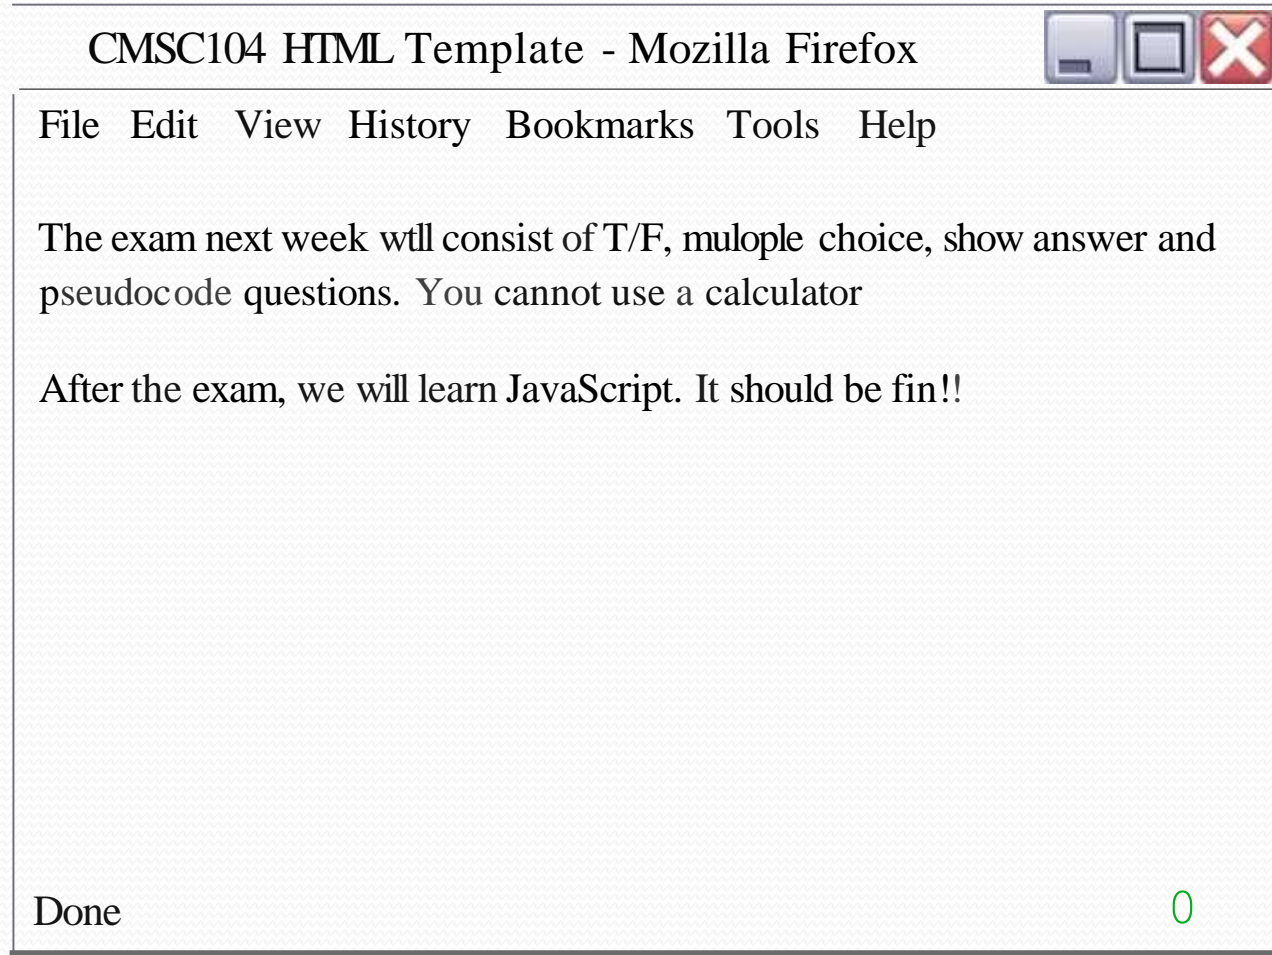 CMSC104 HTML Template - Mozilla Firefox
File Edit View History Bookmarks Tools Help
The exam next week wtll consist of T/F, mulople choice, show answer and
pseudocode questions. You cannot use a calculator
After the exam, we will learn JavaScript. It should be fin!!
Done 0